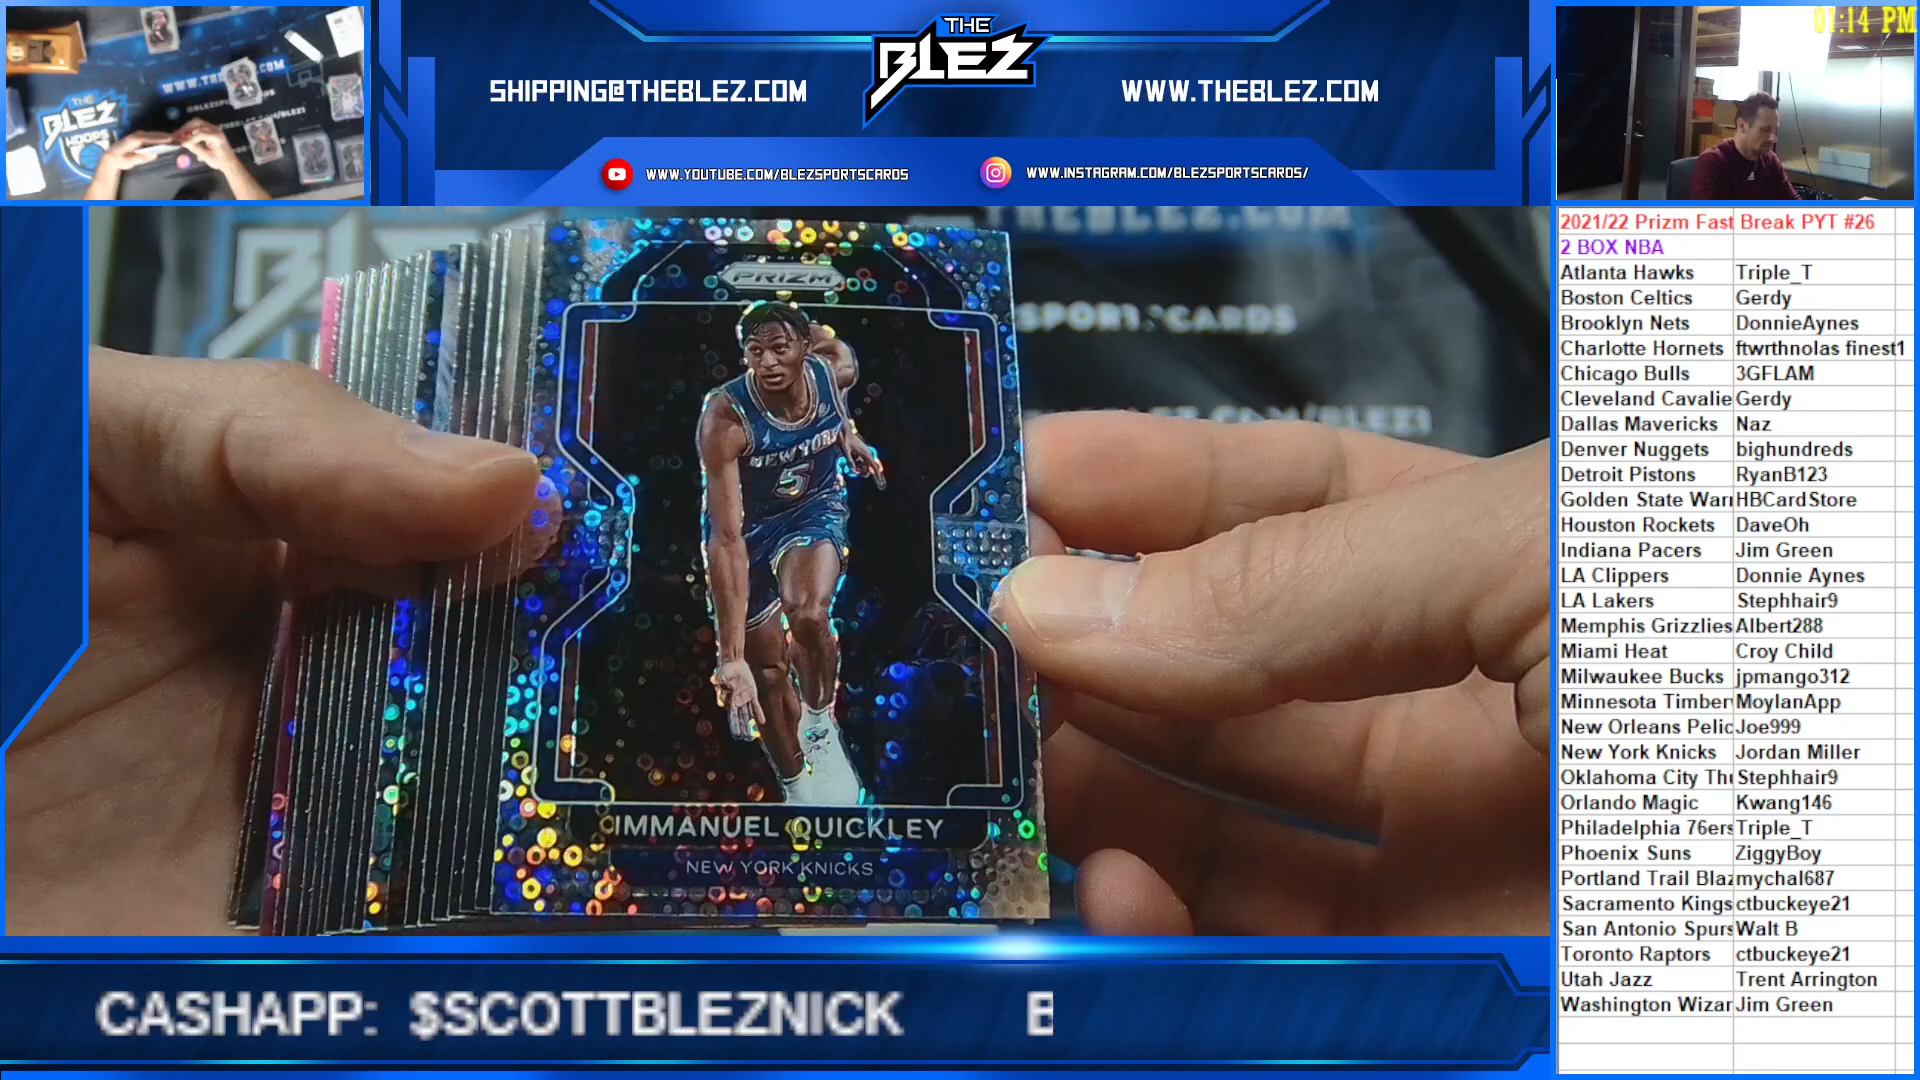 THE
BLEZ
SHIPPING@THEBLEZ.COM
WWW.THEBLEZ.COM
WWW.YOUTUBE.COM/BLEZSPORTSCARDS
WWW.INSTAGRAM.COM/BLEZSPORTSCARDS/
THE
BLEZ
HOOPS
01:14 PM
PRIZM
NEW YORK
5
IMMANUEL QUICKLEY
NEW YORK KNICKS
CASHAPP: $SCOTTBLEZNICK
2021/22 Prizm Fast Break PYT #26
2 BOX NBA
Atlanta Hawks Triple_T
Boston Celtics Gerdy
Brooklyn Nets DonnieAynes
Charlotte Hornets ftwrthnolas finest1
Chicago Bulls 3GFLAM
Cleveland Cavalie Gerdy
Dallas Mavericks Naz
Denver Nuggets bighundreds
Detroit Pistons RyanB123
Golden State Warr HBCardStore
Houston Rockets DaveOh
Indiana Pacers Jim Green
LA Clippers Donnie Aynes
LA Lakers Stephhair9
Memphis Grizzlies Albert288
Miami Heat Croy Child
Milwaukee Bucks jpmango312
Minnesota Timber MoylanApp
New Orleans Pelic Joe999
New York Knicks Jordan Miller
Oklahoma City Thu Stephhair9
Orlando Magic Kwang146
Philadelphia 76ers Triple_T
Phoenix Suns ZiggyBoy
Portland Trail Blaz mychal687
Sacramento Kings ctbuckeye21
San Antonio Spurs Walt B
Toronto Raptors ctbuckeye21
Utah Jazz Trent Arrington
Washington Wizar Jim Green